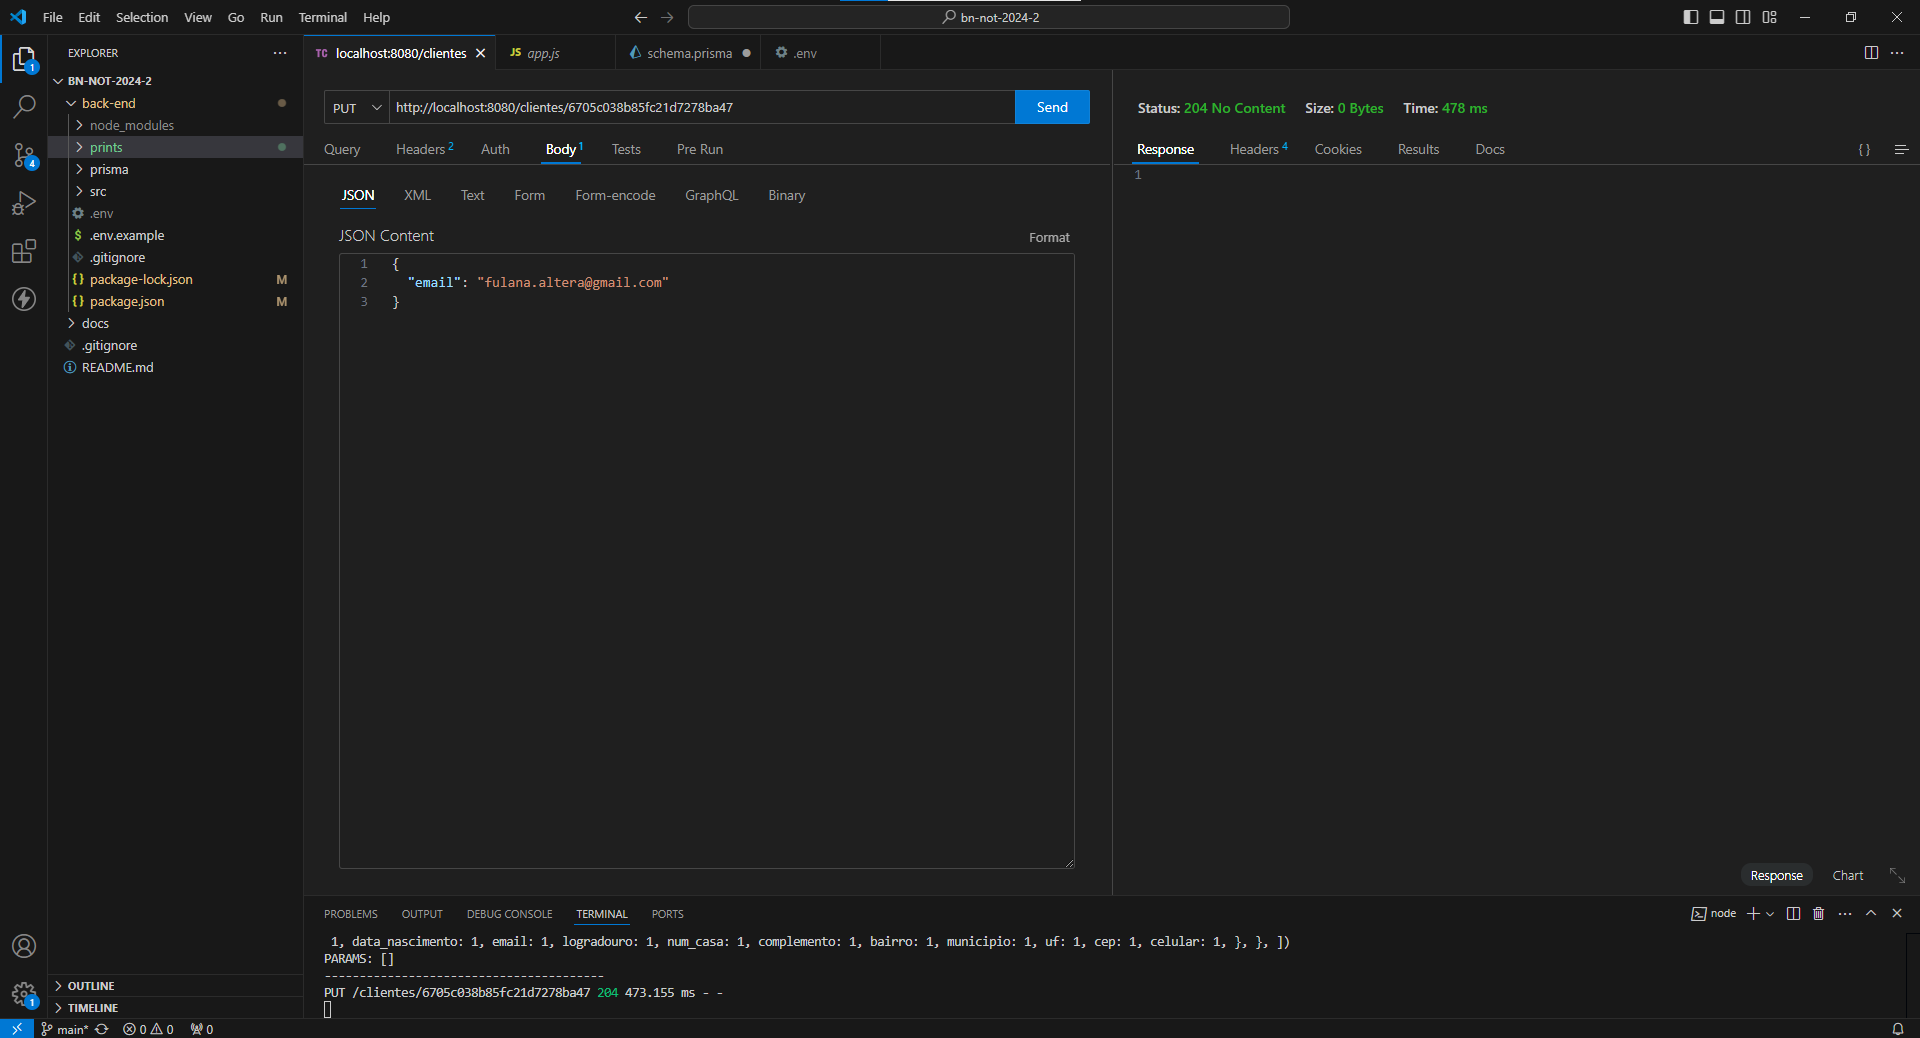 File Edit Selection View Go Run Terminal Help
bn-not-2024-2
EXPLORER
BN-NOT-2024-2
back-end
node_modules
prints
prisma
src
.env
.env.example
.gitignore
package-lock.json M
package.json M
docs
.gitignore
README.md
OUTLINE
TIMELINE
TC localhost:8080/clientes
JS app.js
schema.prisma
.env
PUT http://localhost:8080/clientes/6705c038b85fc21d7278ba47 Send
Query Headers 2 Auth Body 1 Tests Pre Run
JSON XML Text Form Form-encode GraphQL Binary
JSON Content
Format
1 {
2 "email": "fulana.altera@gmail.com"
3 }
Status: 204 No Content Size: 0 Bytes Time: 478 ms
Response Headers 4 Cookies Results Docs { }
1
Response Chart
PROBLEMS OUTPUT DEBUG CONSOLE TERMINAL PORTS
node
1, data_nascimento: 1, email: 1, logradouro: 1, num_casa: 1, complemento: 1, bairro: 1, municipio: 1, uf: 1, cep: 1, celular: 1, }, }, ])
PARAMS: []
----------------------------------------
PUT /clientes/6705c038b85fc21d7278ba47 204 473.155 ms - -
1
4
1
main* 0 0 0